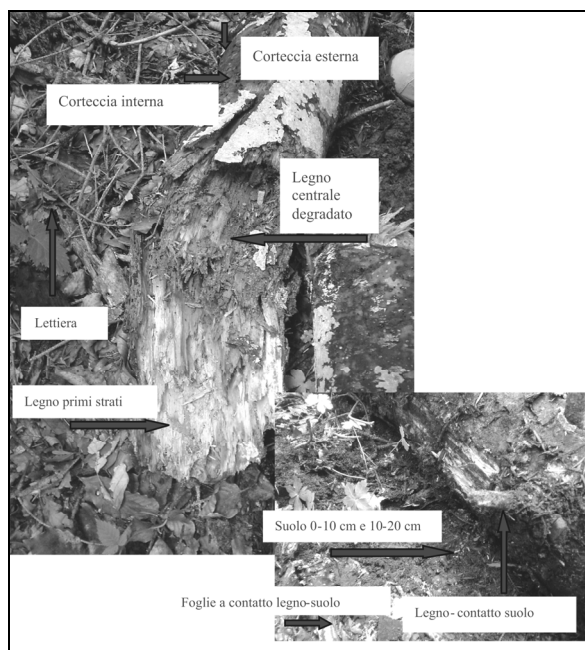 Corteccia esterna
Corteccia interna
Legno
centrale
degradato
Lettiera
Legno primi strati
Suolo 0-10 cm e 10-20 cm
Foglie a contatto legno-suolo
Legno-contatto suolo